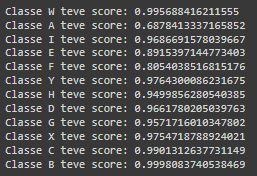 Classe W teve score: 0.995688416211555
Classe A teve score: 0.6878413337165852
Classe I teve score: 0.9686691578039667
Classe E teve score: 0.8915397144773403
Classe F teve score: 0.8054038516815176
Classe Y teve score: 0.9764300086231675
Classe H teve score: 0.9499856280540385
Classe D teve score: 0.9661780205039763
Classe G teve score: 0.9571716010347802
Classe X teve score: 0.9754718788924021
Classe C teve score: 0.9901312637731149
Classe B teve score: 0.9998083740538469